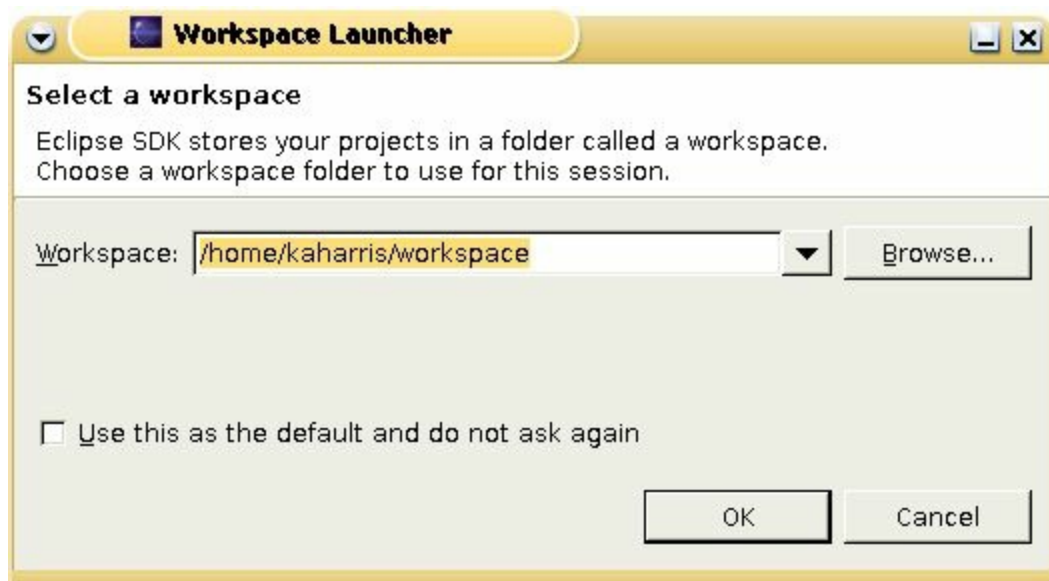 Workspace Launcher
Select a workspace
Eclipse SDK stores your projects in a folder called a workspace.
Choose a workspace folder to use for this session.
Workspace: /home/kaharris/workspace Browse...
Use this as the default and do not ask again
OK Cancel